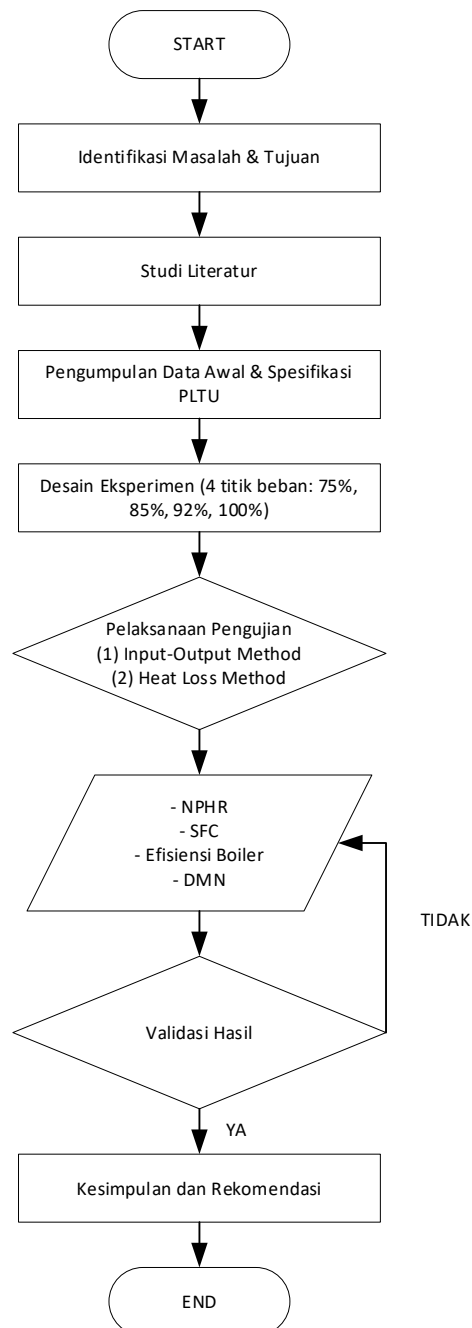 START
Identifikasi Masalah & Tujuan
Studi Literatur
Pengumpulan Data Awal & Spesifikasi
PLTU
Desain Eksperimen (4 titik beban: 75%,
85%, 92%, 100%)
Pelaksanaan Pengujian
(1) Input-Output Method
(2) Heat Loss Method
- NPHR
- SFC
- Efisiensi Boiler
- DMN
TIDAK
Validasi Hasil
YA
Kesimpulan dan Rekomendasi
END